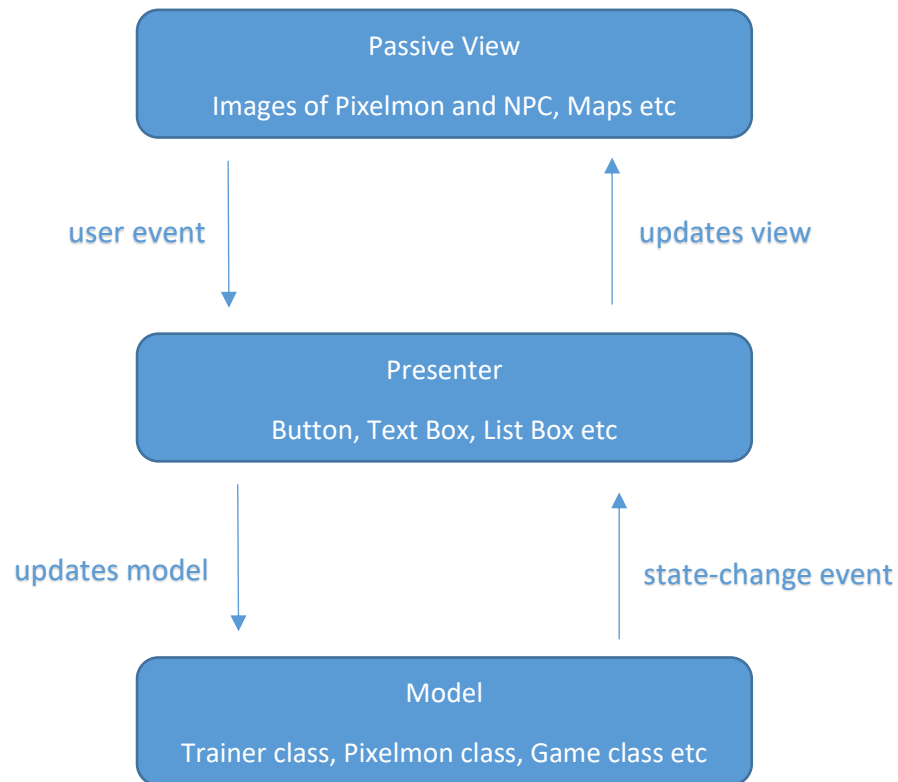 Passive View
Images of Pixelmon and NPC, Maps etc
user event
updates view
Presenter
Button, Text Box, List Box etc
updates model
state-change event
Model
Trainer class, Pixelmon class, Game class etc